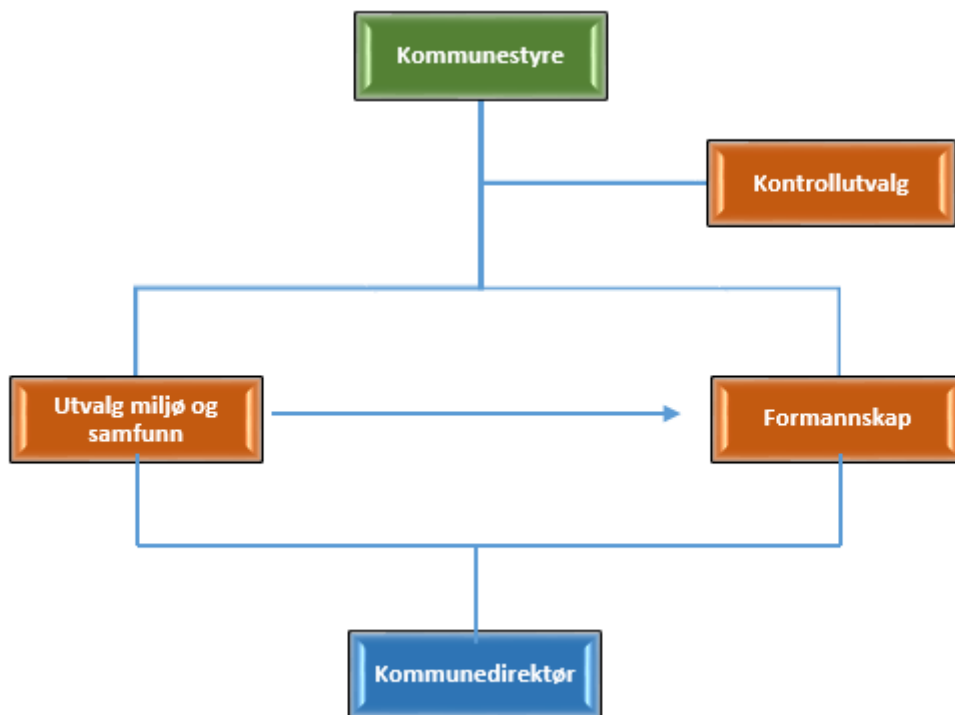 Kommunestyre
Kontrollutvalg
Utvalg miljø og
samfunn
Formannskap
Kommunedirektør